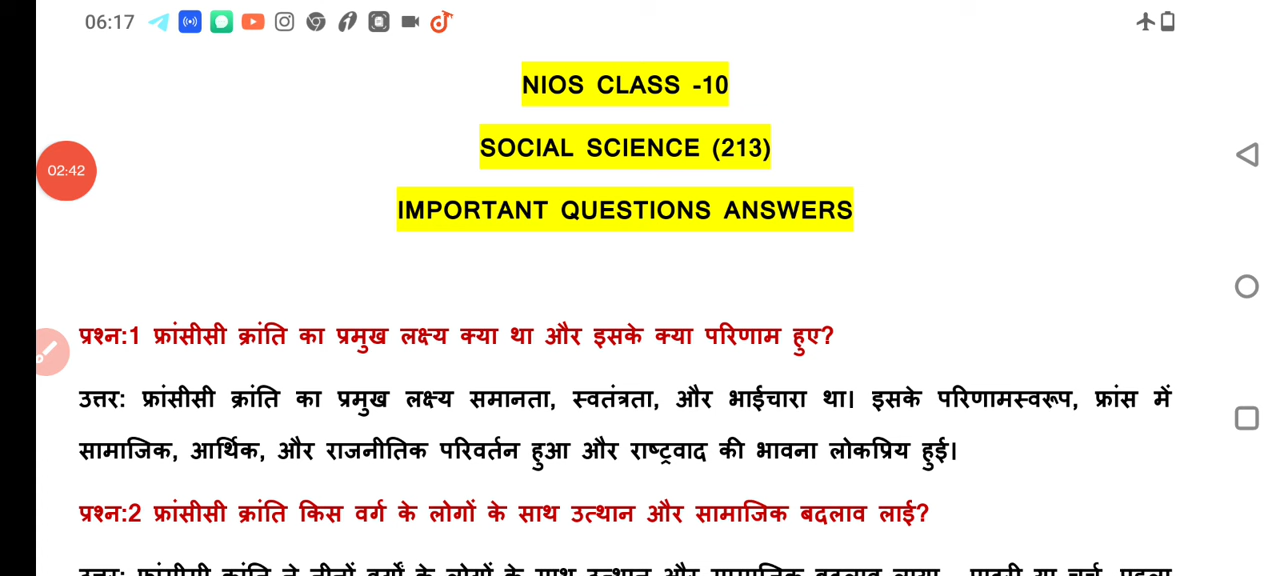 06:17
NIOS CLASS -10
SOCIAL SCIENCE (213)
02:42
IMPORTANT QUESTIONS ANSWERS
प्रश्न:1 फ्रांसीसी क्रांति का प्रमुख लक्ष्य क्या था और इसके क्या परिणाम हुए?
उत्तर: फ्रांसीसी क्रांति का प्रमुख लक्ष्य समानता, स्वतंत्रता, और भाईचारा था। इसके परिणामस्वरूप, फ्रांस में
सामाजिक, आर्थिक, और राजनीतिक परिवर्तन हुआ और राष्ट्रवाद की भावना लोकप्रिय हुई।
प्रश्न:2 फ्रांसीसी क्रांति किस वर्ग के लोगों के साथ उत्थान और सामाजिक बदलाव लाई?